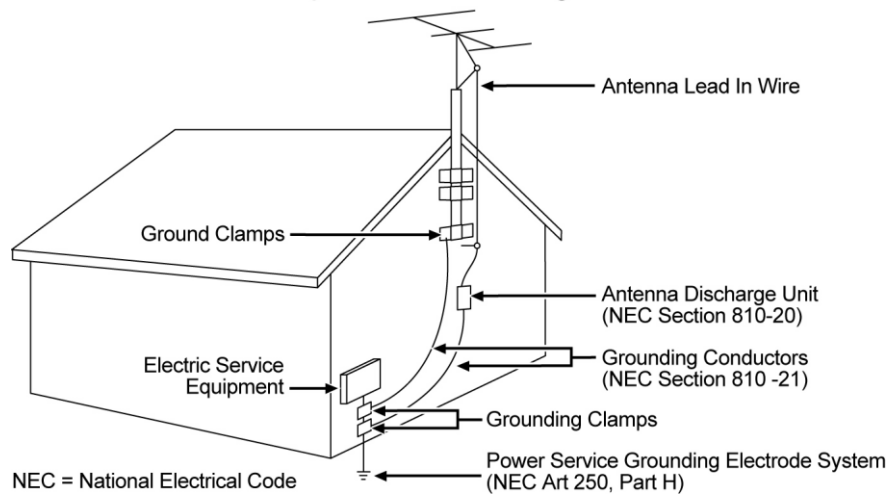 Antenna Lead In Wire
Ground Clamps
Antenna Discharge Unit
(NEC Section 810-20)
Electric Service
Equipment
Grounding Conductors
(NEC Section 810 -21)
Grounding Clamps
Power Service Grounding Electrode System
(NEC Art 250, Part H)
NEC = National Electrical Code